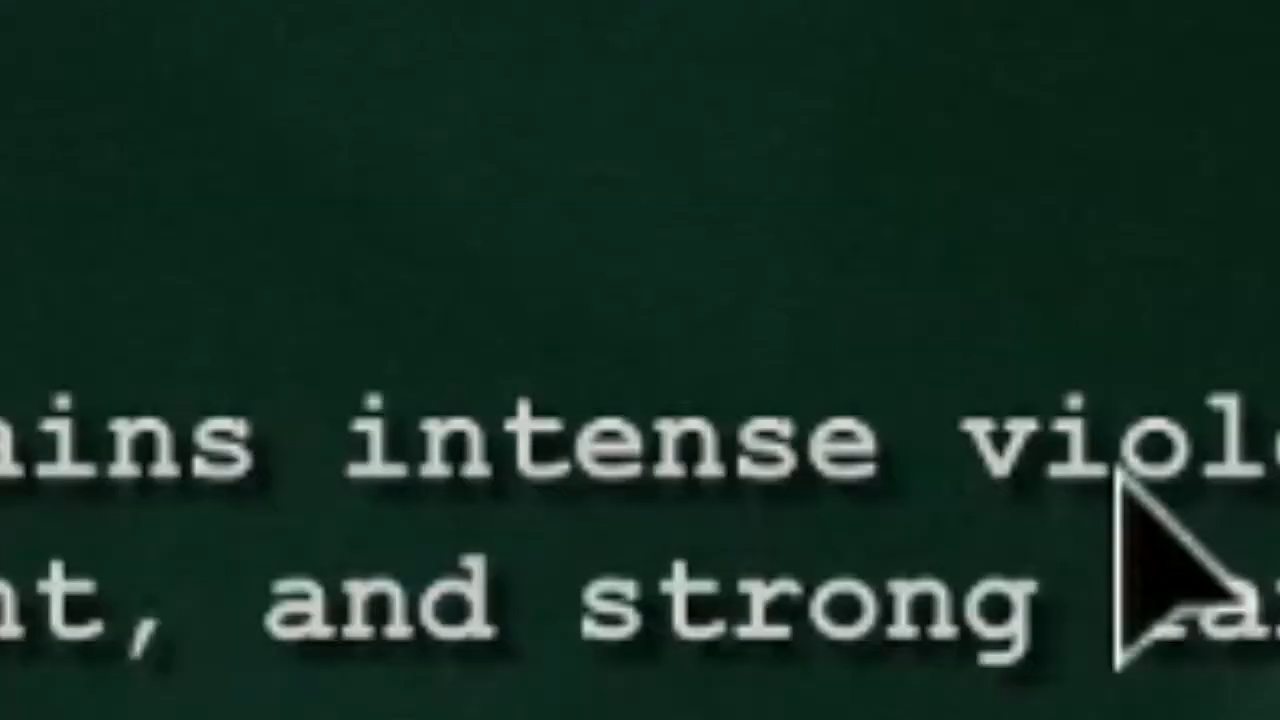 ains intense viol
nt, and strong